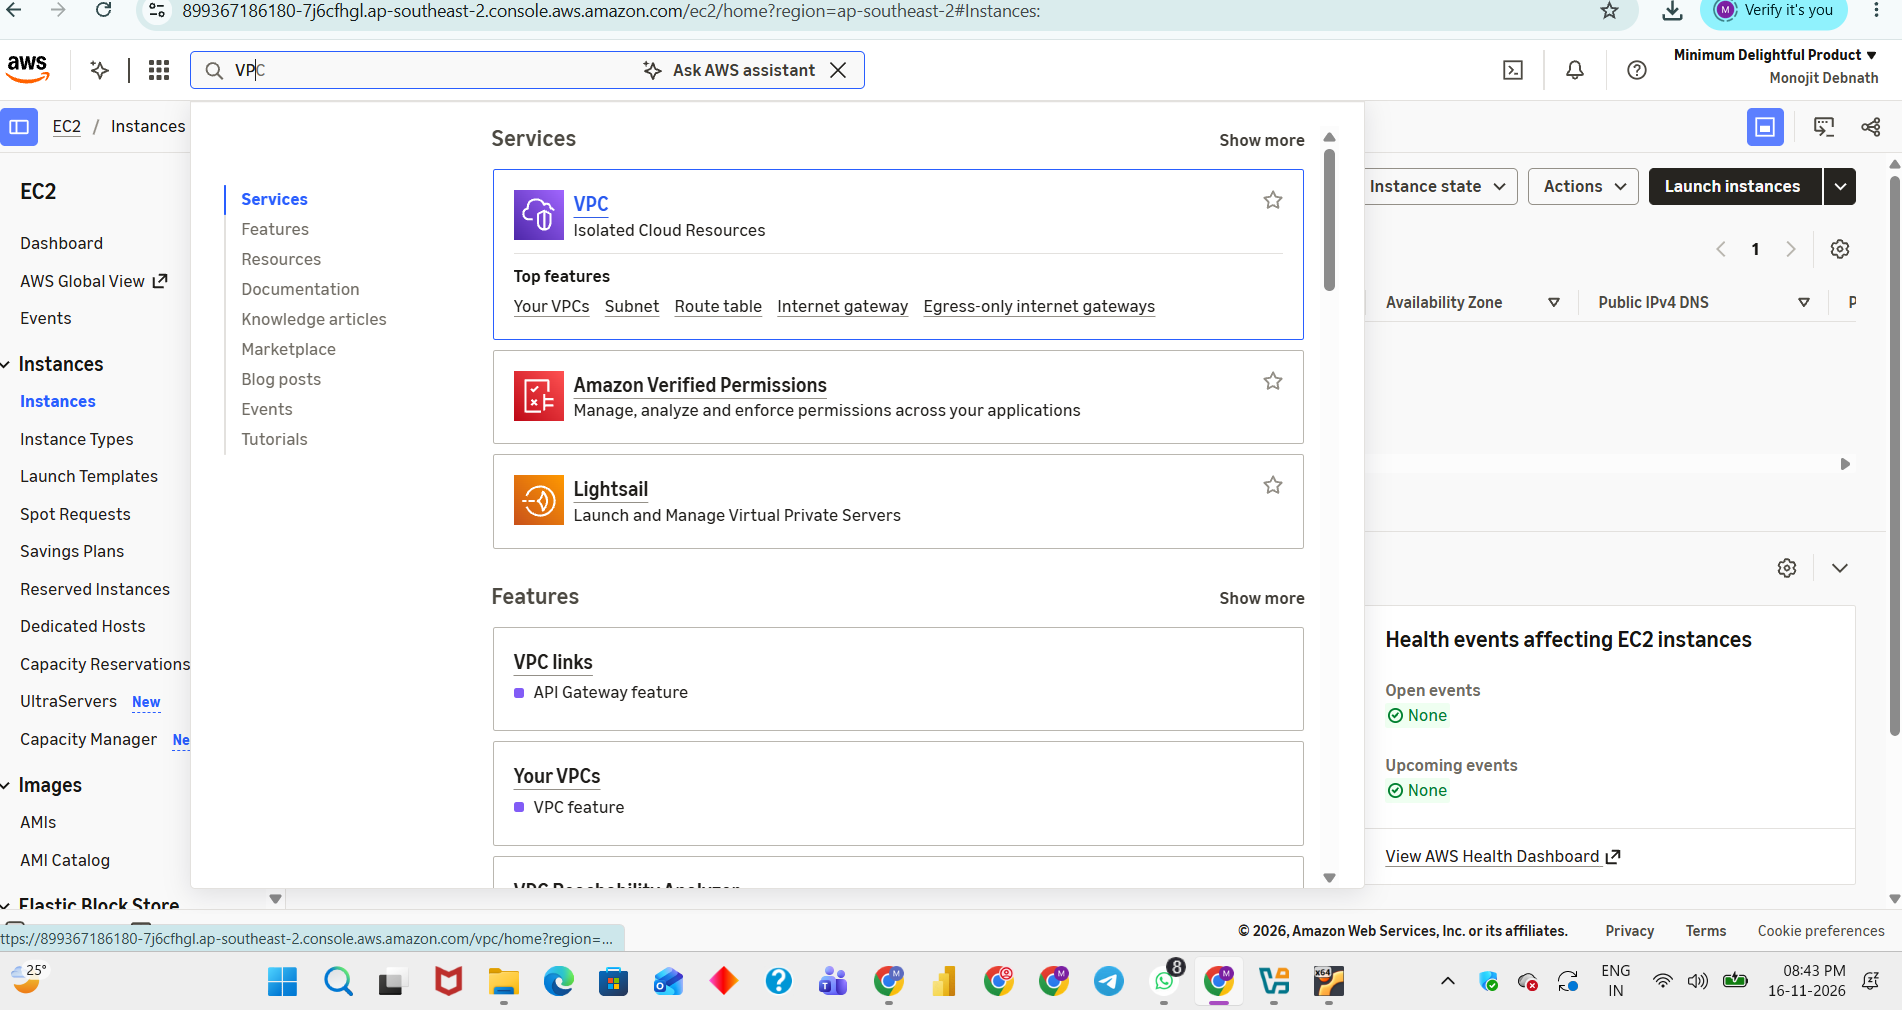 899367186180-7j6cfhgl.ap-southeast-2.console.aws.amazon.com/ec2/home?region=ap-southeast-2#Instances:
M
Verify it's you
aws
VPC
Ask AWS assistant
Minimum Delightful Product
Monojit Debnath
EC2 / Instances
Instance state
Actions
Launch instances
1
Availability Zone
Public IPv4 DNS
P
EC2
Dashboard
AWS Global View
Events
Instances
Instances
Instance Types
Launch Templates
Spot Requests
Savings Plans
Reserved Instances
Dedicated Hosts
Capacity Reservations
UltraServers New
Capacity Manager Ne
Images
AMIs
AMI Catalog
Elastic Block Store
Services
Features
Resources
Documentation
Knowledge articles
Marketplace
Blog posts
Events
Tutorials
Services
Show more
VPC
Isolated Cloud Resources
Top features
Your VPCs Subnet Route table Internet gateway Egress-only internet gateways
Amazon Verified Permissions
Manage, analyze and enforce permissions across your applications
Lightsail
Launch and Manage Virtual Private Servers
Features
Show more
VPC links
API Gateway feature
Your VPCs
VPC feature
VPC Reachability Analyzer
Health events affecting EC2 instances
Open events
None
Upcoming events
None
View AWS Health Dashboard
ttps://899367186180-7j6cfhgl.ap-southeast-2.console.aws.amazon.com/vpc/home?region=...
© 2026, Amazon Web Services, Inc. or its affiliates.
Privacy
Terms
Cookie preferences
25°
8
x64
ENG
IN
08:43 PM
16-11-2026